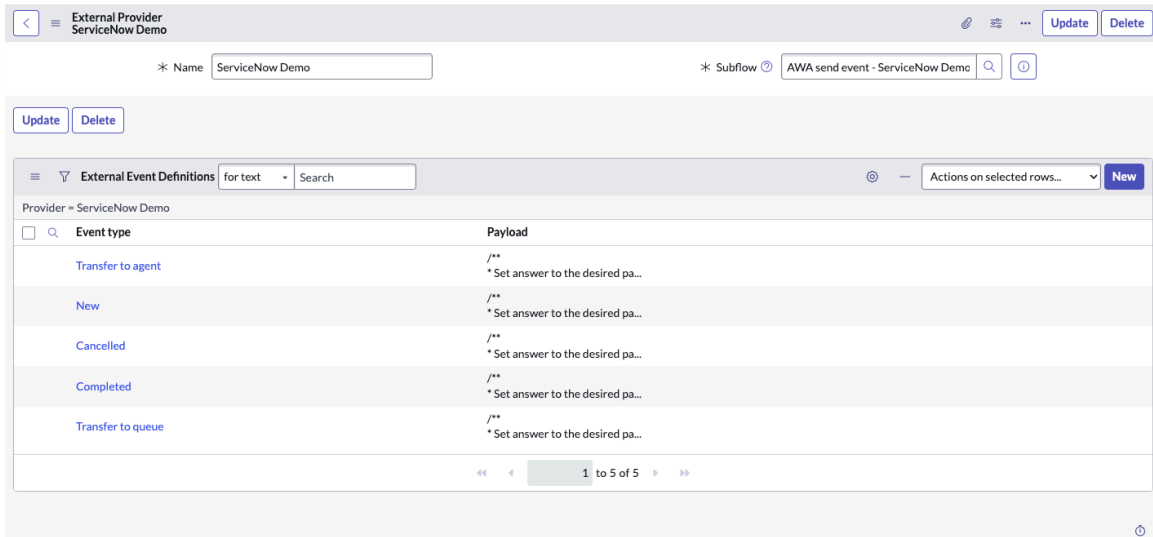 External Provider
ServiceNow Demo
Update
Delete
Name
ServiceNow Demo
Subflow
AWA send event - ServiceNow Demo
Update
Delete
External Event Definitions
for text
Search
Actions on selected rows...
New
Provider = ServiceNow Demo
Event type
Payload
Transfer to agent
/**
* Set answer to the desired pa...
New
/**
* Set answer to the desired pa...
Cancelled
/**
* Set answer to the desired pa...
Completed
/**
* Set answer to the desired pa...
Transfer to queue
/**
* Set answer to the desired pa...
1 to 5 of 5